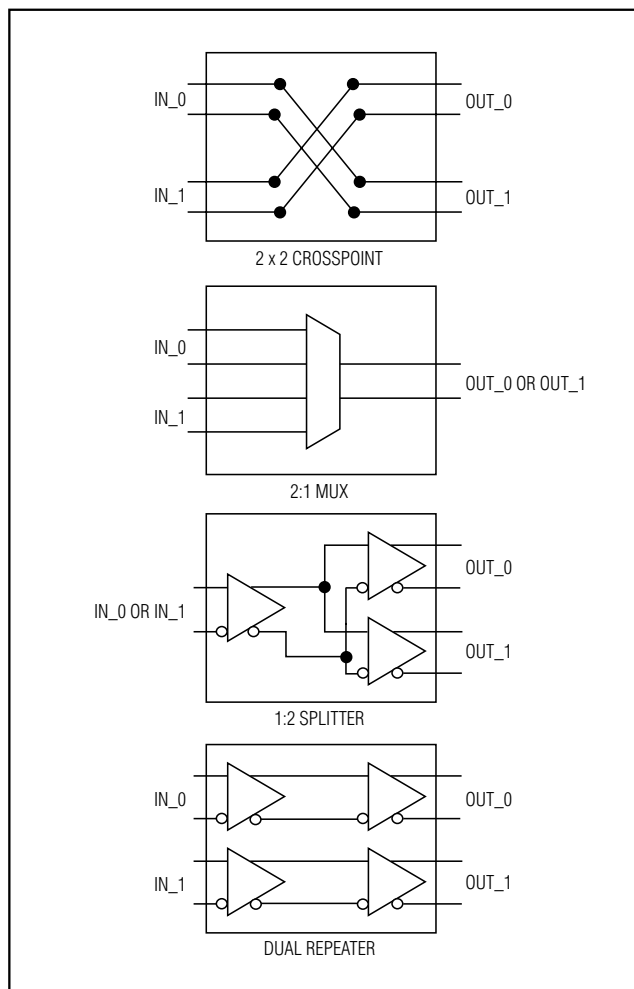 IN_0
OUT_0
IN_1
OUT_1
2 x 2 CROSSPOINT
IN_0
OUT_0 OR OUT_1
IN_1
2:1 MUX
OUT_0
IN_0 OR IN_1
OUT_1
1:2 SPLITTER
IN_0
OUT_0
IN_1
OUT_1
DUAL REPEATER